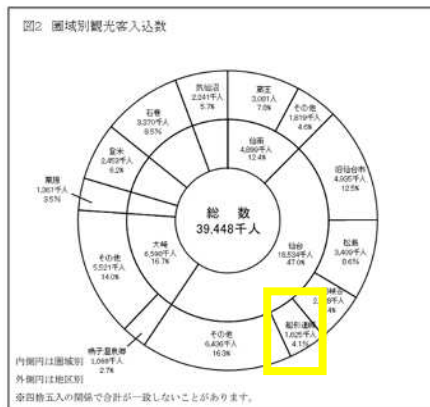 図2 圏域別観光客入込数
気仙沼
2,241千人
5.7%
蔵王
3,081人
7.8%
その他
1,819千人
4.6%
石巻
3,370千人
8.5%
登米
2,453千人
6.2%
栗原
1,361千人
3.5%
仙南
4,899千人
12.4%
旧仙台市
4,935千人
12.5%
総 数
39,448千人
大崎
6,590千人
16.7%
仙台
18,534千人
47.0%
松島
3,409千人
8.6%
その他
5,521千人
14.0%
船形連峰
1,625千人
4.1%
その他
6,436千人
16.3%
鳴子温泉郷
1,069千人
2.7%
内側円は圏域別
外側円は地区別
※四捨五入の関係で合計が一致しないことがあります。